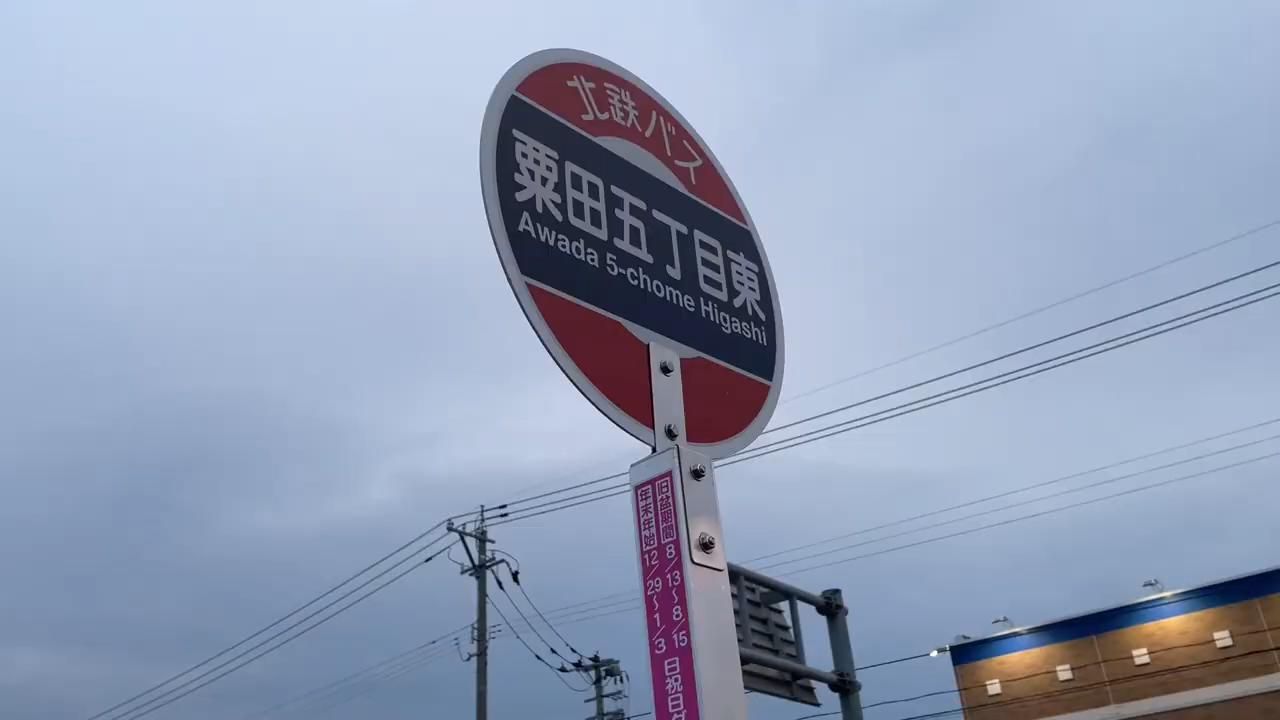 北鉄バス
粟田五丁目東
Awada 5-chome Higashi
旧盆期間 8/13~8/15
年末年始 12/29~1/3
日祝日ダ